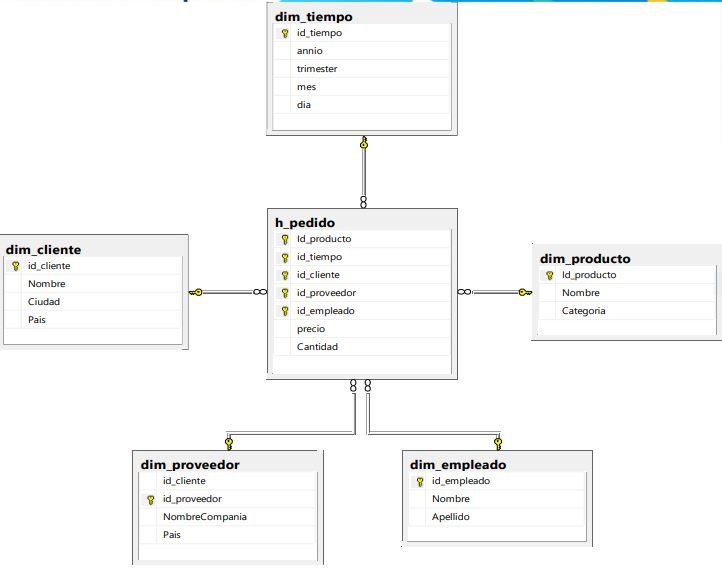 dim_tiempo
id_tiempo
annio
trimester
mes
dia
h_pedido
Id_producto
id_tiempo
id_cliente
id_proveedor
id_empleado
precio
Cantidad
dim_cliente
id_cliente
Nombre
Ciudad
Pais
dim_producto
Id_producto
Nombre
Categoria
dim_proveedor
id_cliente
id_proveedor
NombreCompania
Pais
dim_empleado
id_empleado
Nombre
Apellido